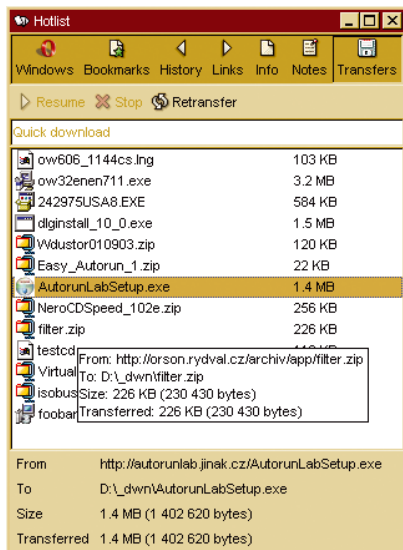 Hotlist
Windows Bookmarks History Links Info Notes Transfers
Resume Stop Retransfer
Quick download
ow606_1144cs.lng 103 KB
ow32enen711.exe 3.2 MB
242975USA8.EXE 584 KB
dlginstall_10_0.exe 1.5 MB
Wdustor010903.zip 120 KB
Easy_Autorun_1.zip 22 KB
AutorunLabSetup.exe 1.4 MB
NeroCDSpeed_102e.zip 256 KB
filter.zip 226 KB
testcd
Virtual
isobus
foobar
From: http://orson.rydval.cz/archiv/app/filter.zip
To: D:\_dwn\filter.zip
Size: 226 KB (230 430 bytes)
Transferred: 226 KB (230 430 bytes)
From http://autorunlab.jinak.cz/AutorunLabSetup.exe
To D:\_dwn\AutorunLabSetup.exe
Size 1.4 MB (1 402 620 bytes)
Transferred 1.4 MB (1 402 620 bytes)